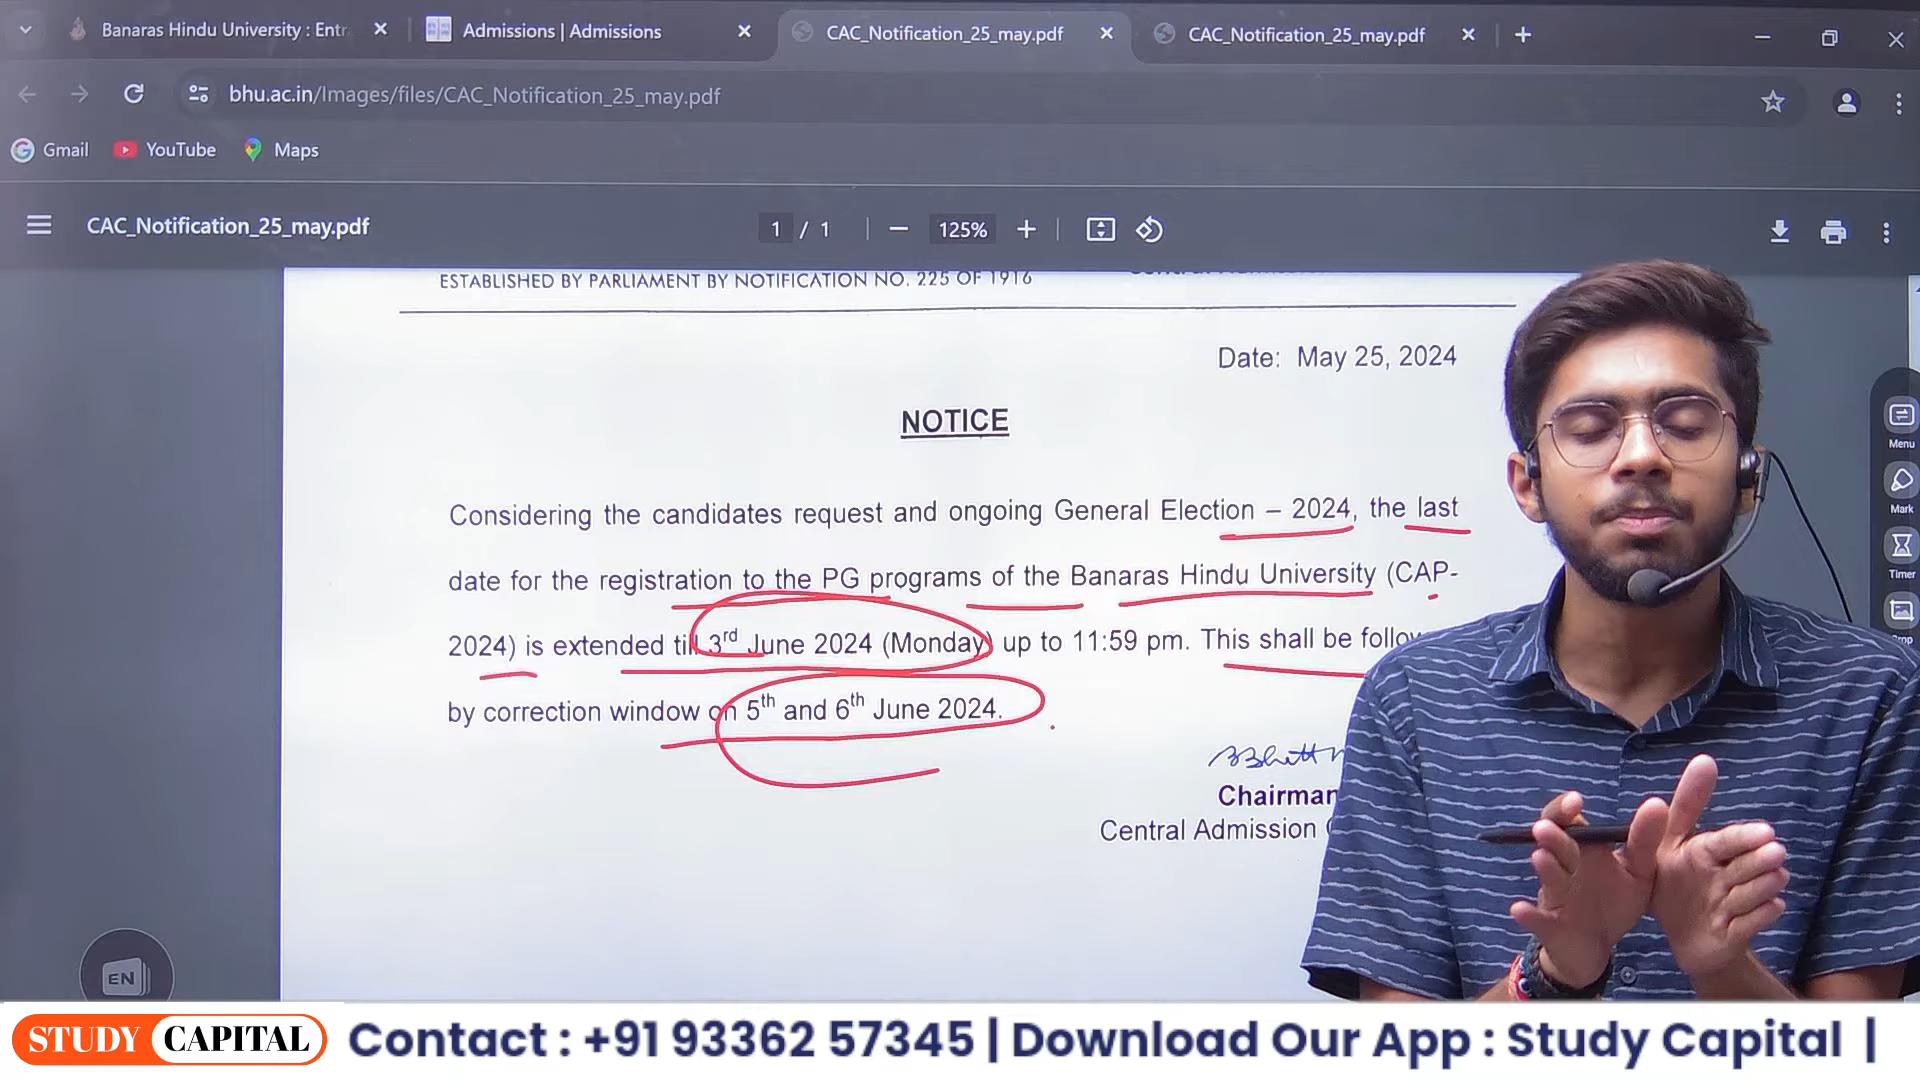 Banaras Hindu University : Entr
Admissions | Admissions
CAC_Notification_25_may.pdf
CAC_Notification_25_may.pdf
bhu.ac.in/Images/files/CAC_Notification_25_may.pdf
Gmail
YouTube
Maps
CAC_Notification_25_may.pdf
1 / 1
125%
ESTABLISHED BY PARLIAMENT BY NOTIFICATION NO. 225 OF 1916
Date: May 25, 2024
NOTICE
Considering the candidates request and ongoing General Election – 2024, the last
date for the registration to the PG programs of the Banaras Hindu University (CAP-
2024) is extended till 3rd June 2024 (Monday) up to 11:59 pm. This shall be follow
by correction window on 5th and 6th June 2024.
Chairman
Central Admission
Menu
Mark
Timer
EN
STUDY CAPITAL
Contact : +91 93362 57345 | Download Our App : Study Capital |